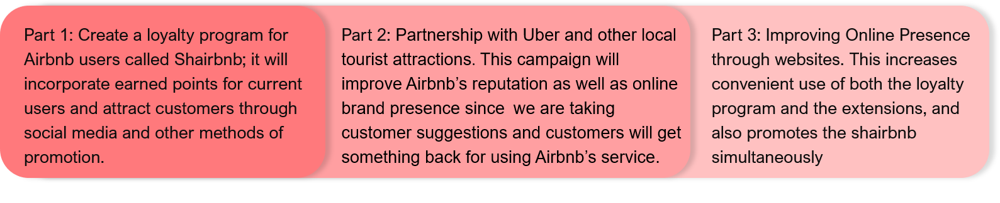 Part 1: Create a loyalty program for
Airbnb users called Shairbnb; it will
incorporate earned points for current
users and attract customers through
social media and other methods of
promotion.
Part 2: Partnership with Uber and other local
tourist attractions. This campaign will
improve Airbnb’s reputation as well as online
brand presence since  we are taking
customer suggestions and customers will get
something back for using Airbnb’s service.
Part 3: Improving Online Presence
through websites. This increases
convenient use of both the loyalty
program and the extensions, and
also promotes the shairbnb
simultaneously